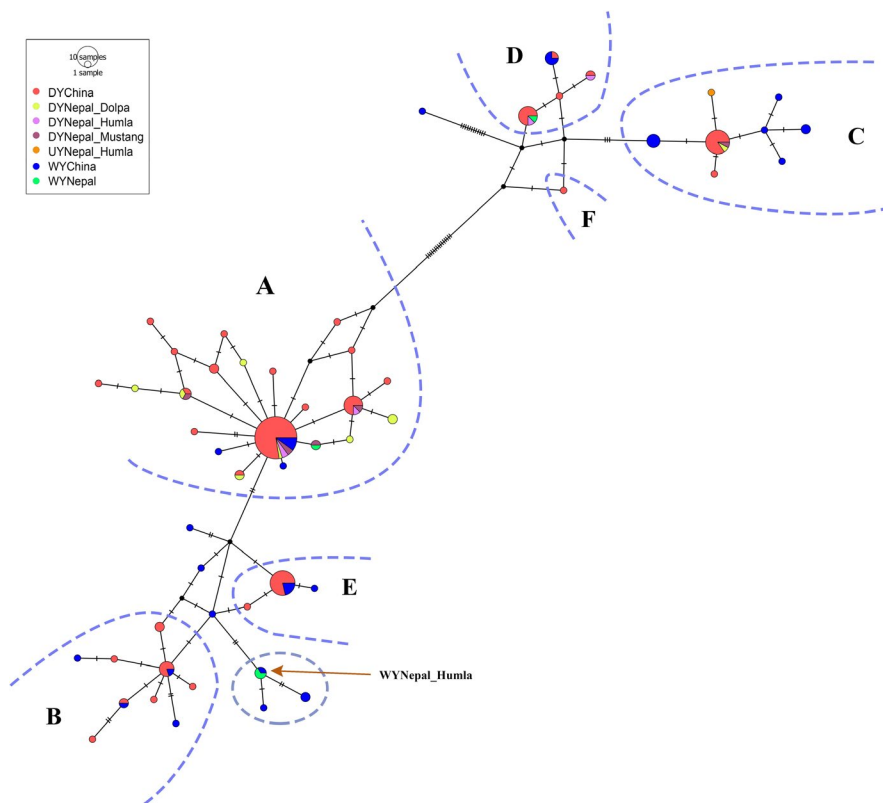 10 samples
1 sample
DYChina
DYNepal_Dolpa
DYNepal_Humla
DYNepal_Mustang
UYNepal_Humla
WYChina
WYNepal
D
C
F
A
E
WYNepal_Humla
B